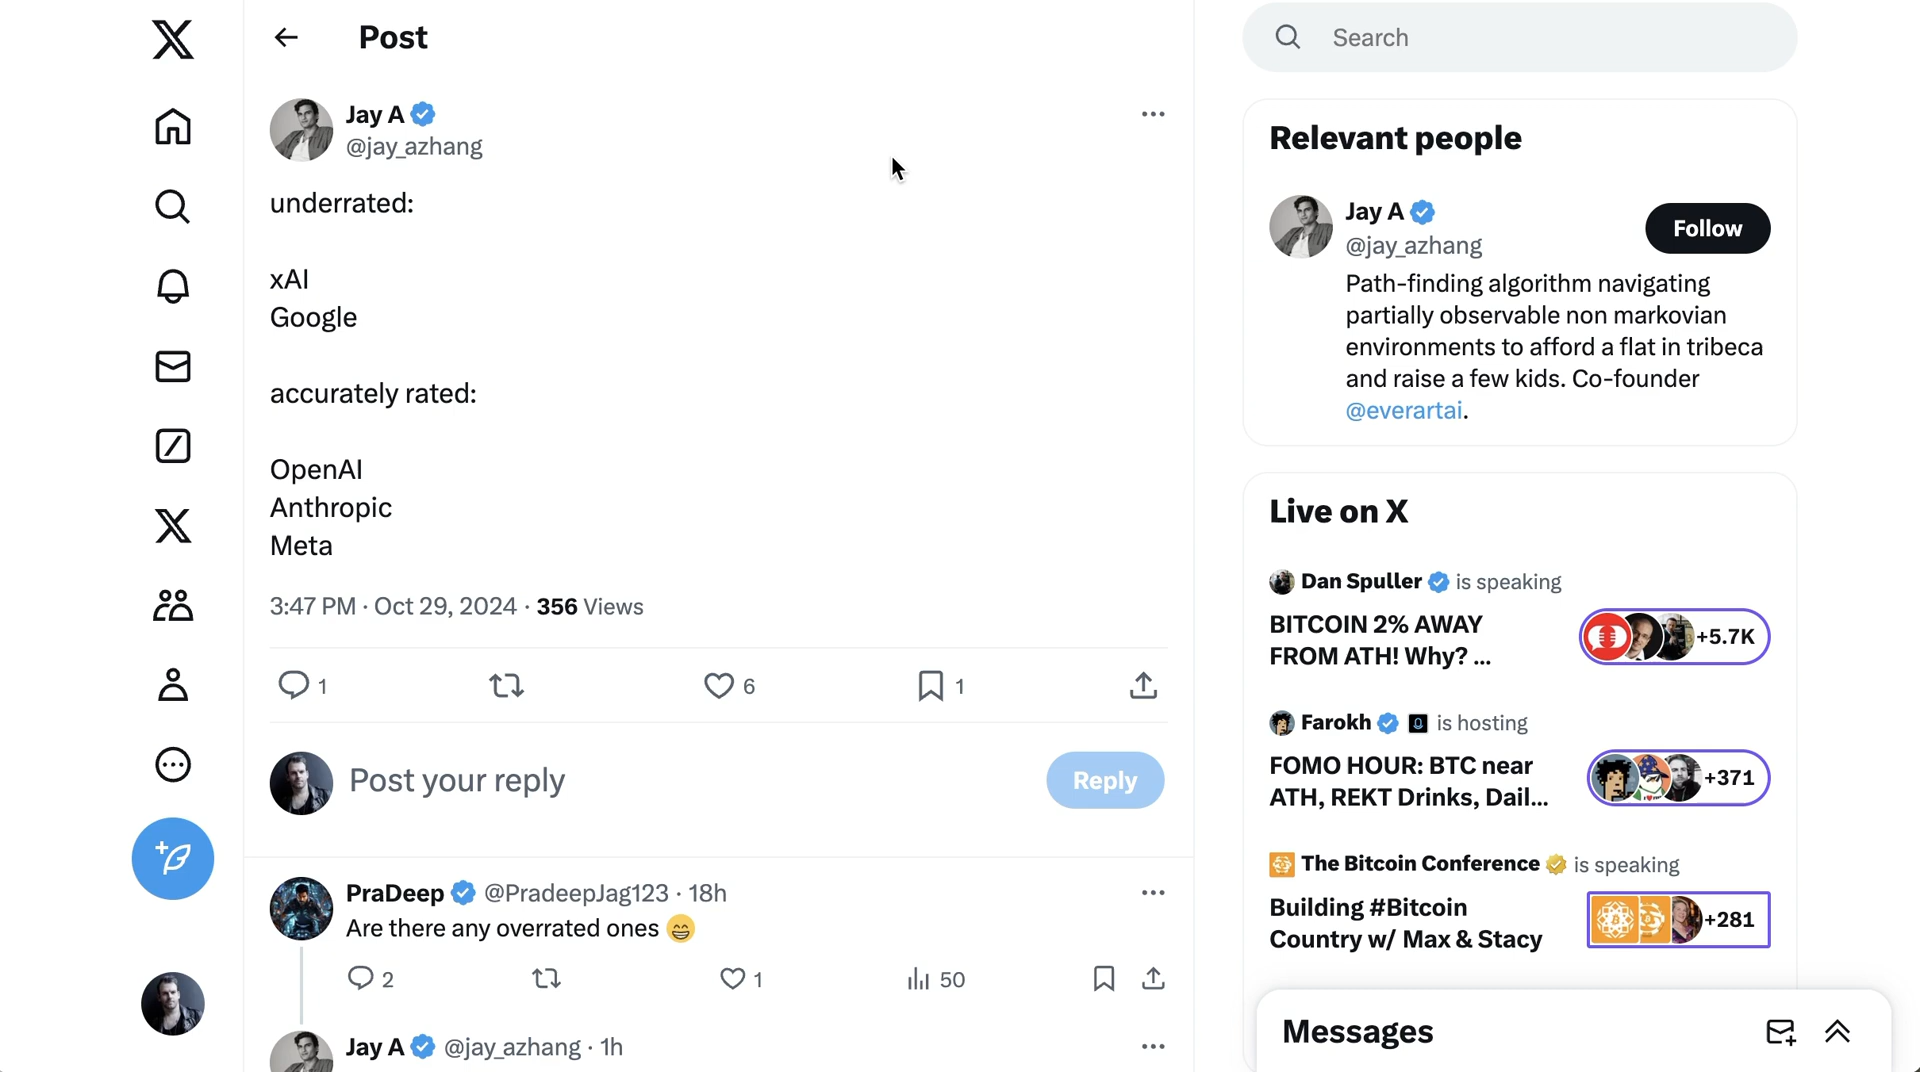 Post
Jay A
@jay_azhang
underrated:
xAI
Google
accurately rated:
OpenAI
Anthropic
Meta
3:47 PM · Oct 29, 2024 · 356 Views
1
6
1
Post your reply
Reply
PraDeep @PradeepJag123 · 18h
Are there any overrated ones 😄
2
1
50
Jay A @jay_azhang · 1h
Search
Relevant people
Jay A
@jay_azhang
Follow
Path-finding algorithm navigating
partially observable non markovian
environments to afford a flat in tribeca
and raise a few kids. Co-founder
@everartai.
Live on X
Dan Spuller is speaking
BITCOIN 2% AWAY
FROM ATH! Why? ...
+5.7K
Farokh is hosting
FOMO HOUR: BTC near
ATH, REKT Drinks, Dail...
+371
The Bitcoin Conference is speaking
Building #Bitcoin
Country w/ Max & Stacy
+281
Messages